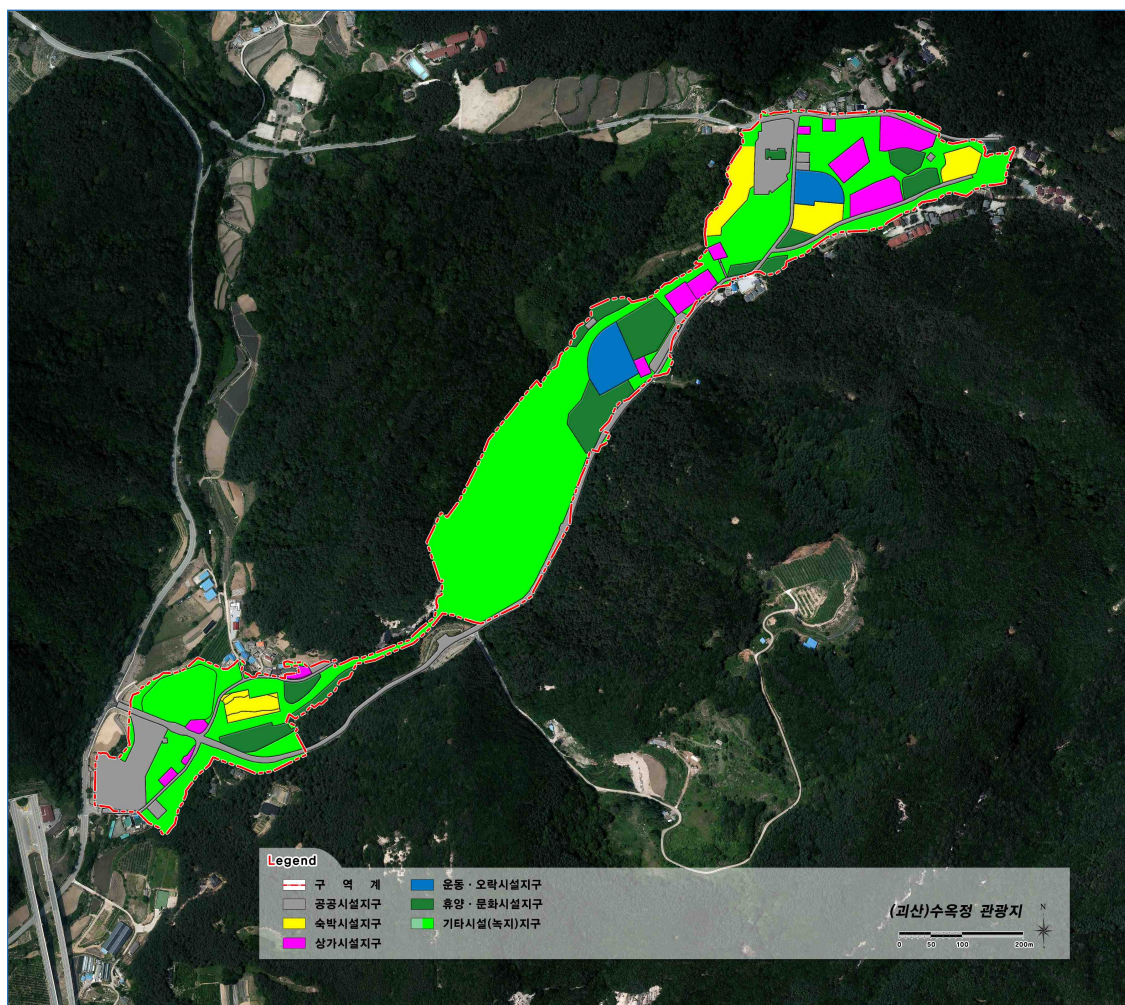 Legend
구 역 계
공공시설지구
숙박시설지구
상가시설지구
운동 · 오락시설지구
휴양 · 문화시설지구
기타시설(녹지)지구
(괴산)수옥정 관광지
N
0 50 100 200m